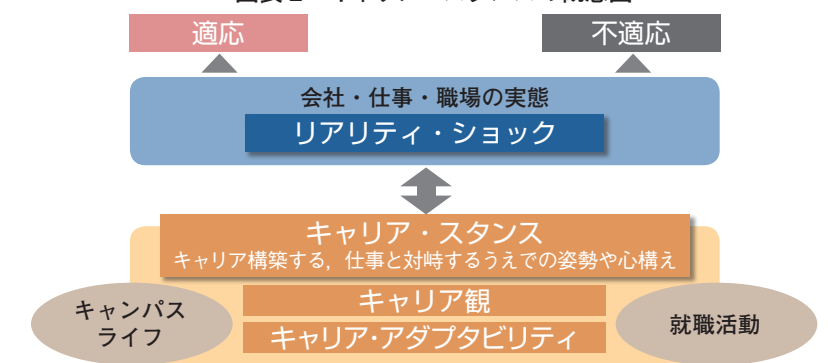 適応
不適応
会社・仕事・職場の実態
リアリティ・ショック
キャリア・スタンス
キャリア構築する，仕事と対峙するうえでの姿勢や心構え
キャンパス
ライフ
キャリア観
キャリア・アダプタビリティ
就職活動